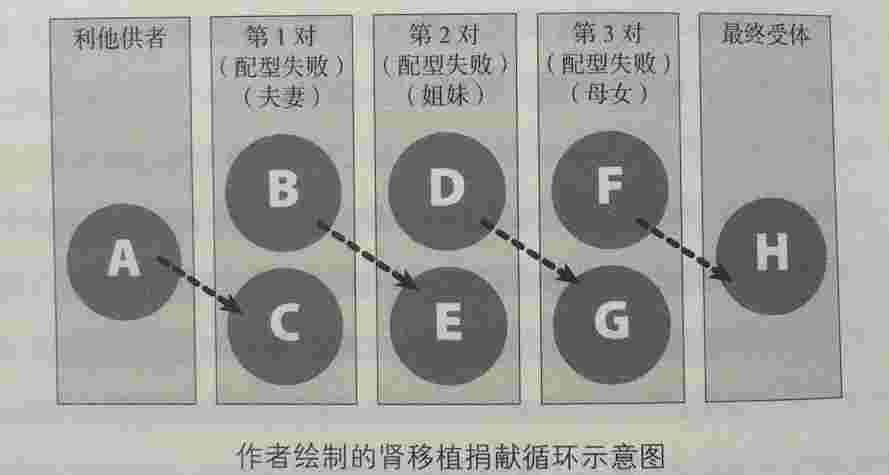 利他供者
第1对
（配型失败）
（夫妻）
第2对
（配型失败）
（姐妹）
第3对
（配型失败）
（母女）
最终受体
A
B
C
D
E
F
G
H
作者绘制的肾移植捐献循环示意图